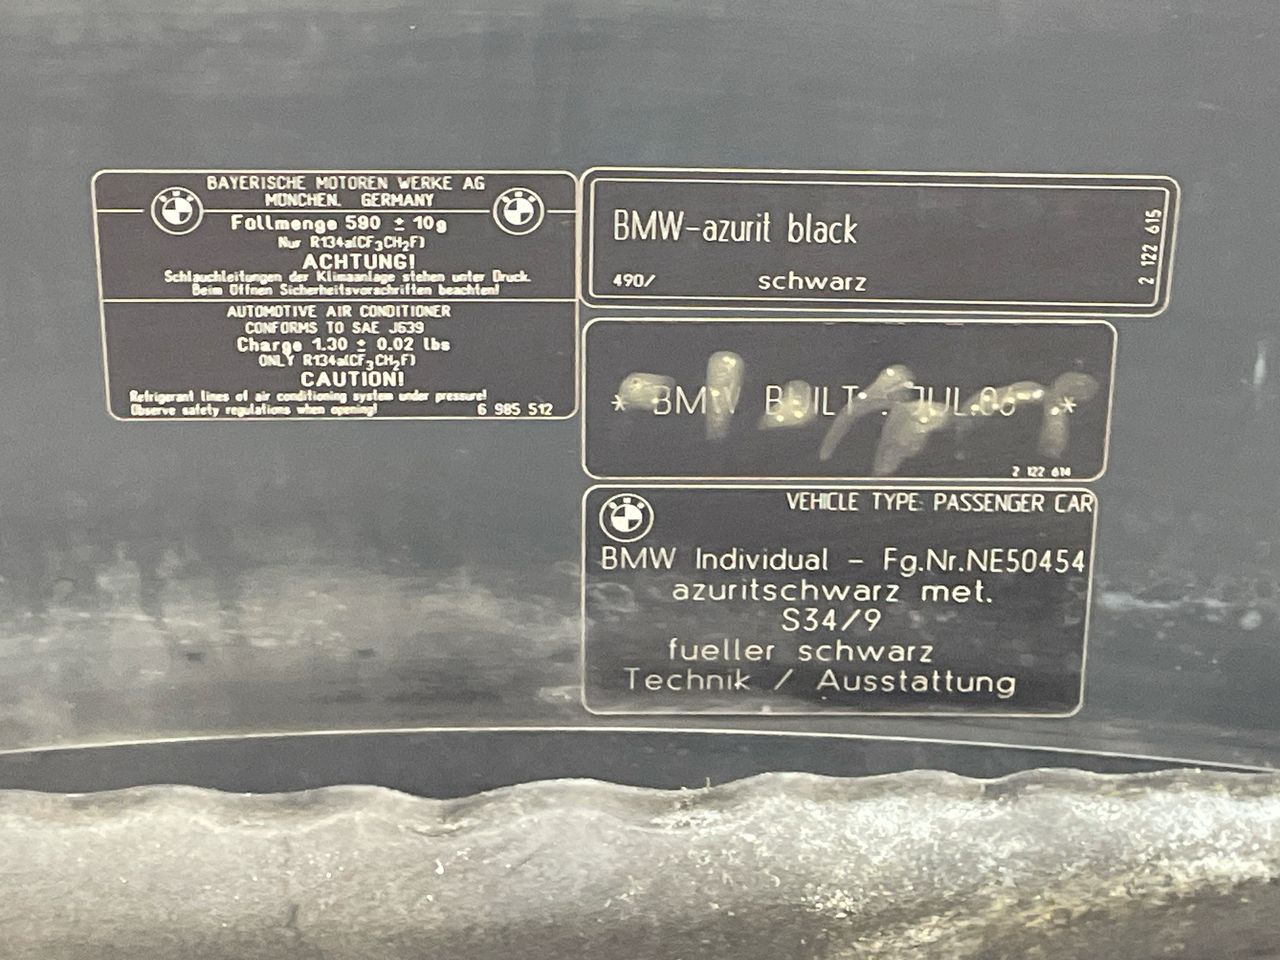 BAYERISCHE MOTOREN WERKE AG
MÜNCHEN. GERMANY
Füllmenge 590 ± 10g
Nur R134a(CF3CH2F)
ACHTUNG!
Schlauchleitungen der Klimaanlage stehen unter Druck.
Beim Öffnen Sicherheitsvorschriften beachten!
AUTOMOTIVE AIR CONDITIONER
CONFORMS TO SAE J639
Charge 1.30 ± 0.02 lbs
ONLY R134a(CF3CH2F)
CAUTION!
Refrigerant lines of air conditioning system under pressure!
Observe safety regulations when opening!
6 985 512
BMW-azurit black
490/ schwarz
2 122 615
* BMW BUILT : JUL.06 *
2 122 614
VEHICLE TYPE: PASSENGER CAR
BMW Individual - Fg.Nr.NE50454
azuritschwarz met.
S34/9
fueller schwarz
Technik / Ausstattung